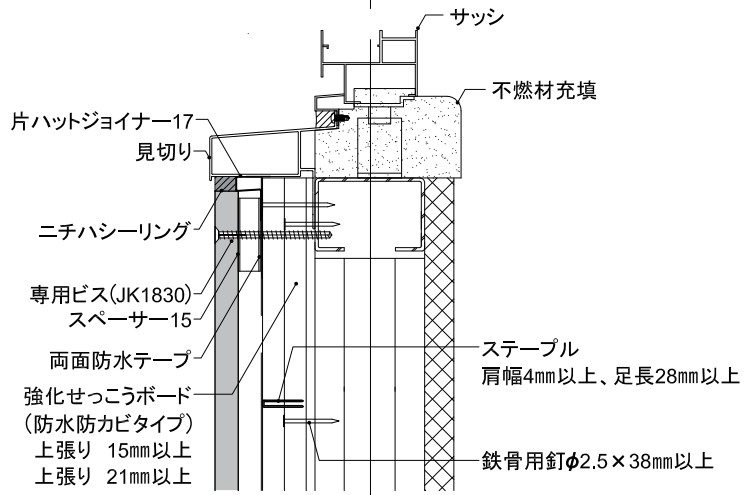 サッシ
不燃材充填
片ハットジョイナー17
見切り
ニチハシーリング
専用ビス(JK1830)
スペーサー15
両面防水テープ
強化せっこうボード
(防水防カビタイプ)
上張り 15mm以上
上張り 21mm以上
ステープル
肩幅4mm以上、足長28mm以上
鉄骨用釘φ2.5×38mm以上